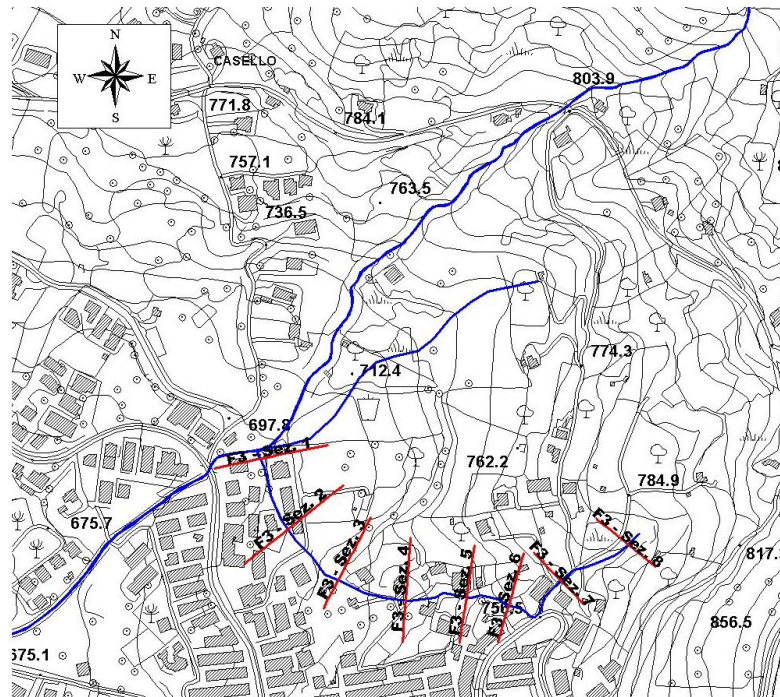 N
W E
S
CASELLO
803.9
771.8
784.1
757.1
763.5
736.5
774.3
712.4
697.8
F3 - Sez. 1
762.2
784.9
F3 - Sez. 2
675.7
F3 - Sez. 3
F3 - Sez. 4
F3 - Sez. 5
F3 - Sez. 6
F3 - Sez. 7
F3 - Sez. 8
817.
756.5
856.5
675.1